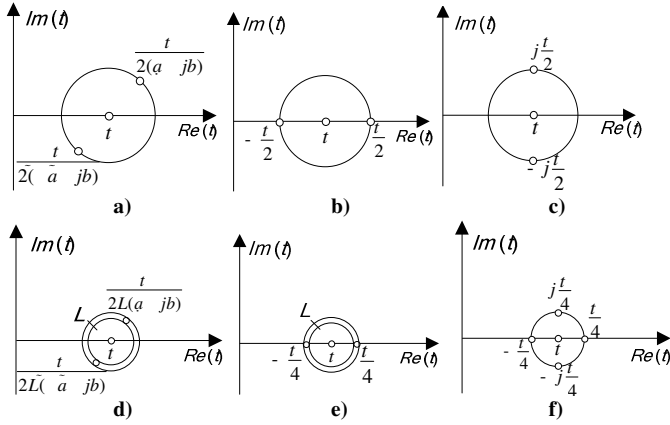 Im(t)
t
2(a jb)
t
Re(t)
t
2(a jb)
a)
Im(t)
t
- t
2
t
2
Re(t)
b)
Im(t)
j t
2
t
Re(t)
- j t
2
c)
Im(t)
t
2L(a jb)
L
t
Re(t)
t
2L(a jb)
d)
Im(t)
L
t
- t
4
t
4
Re(t)
e)
Im(t)
j t
4
t
4
t
Re(t)
- t
4
- j t
4
f)